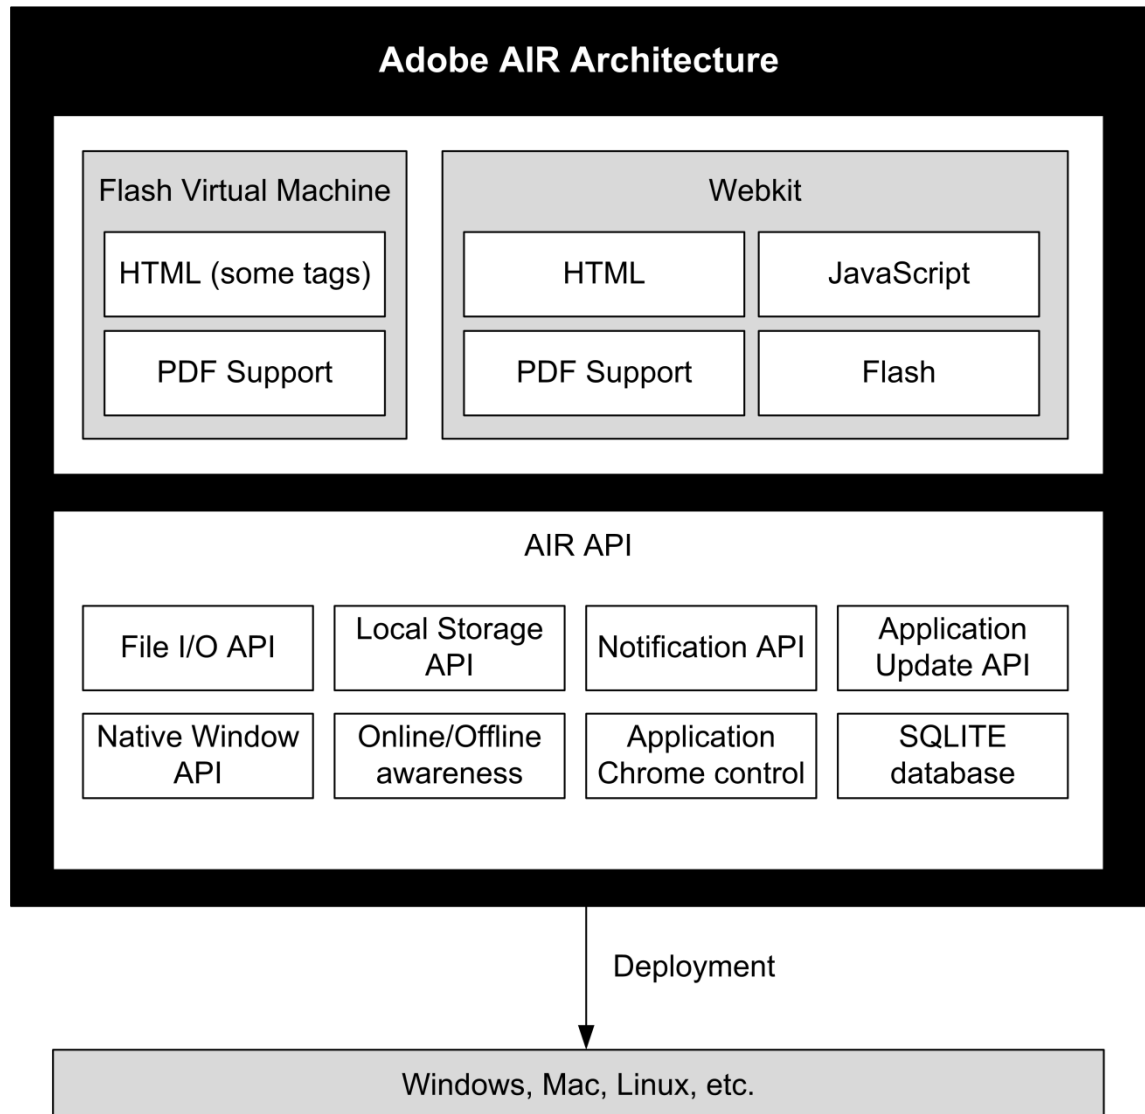 Adobe AIR Architecture
Flash Virtual Machine
HTML (some tags)
PDF Support
Webkit
HTML
JavaScript
PDF Support
Flash
AIR API
File I/O API
Local Storage
API
Notification API
Application
Update API
Native Window
API
Online/Offline
awareness
Application
Chrome control
SQLITE
database
Deployment
Windows, Mac, Linux, etc.